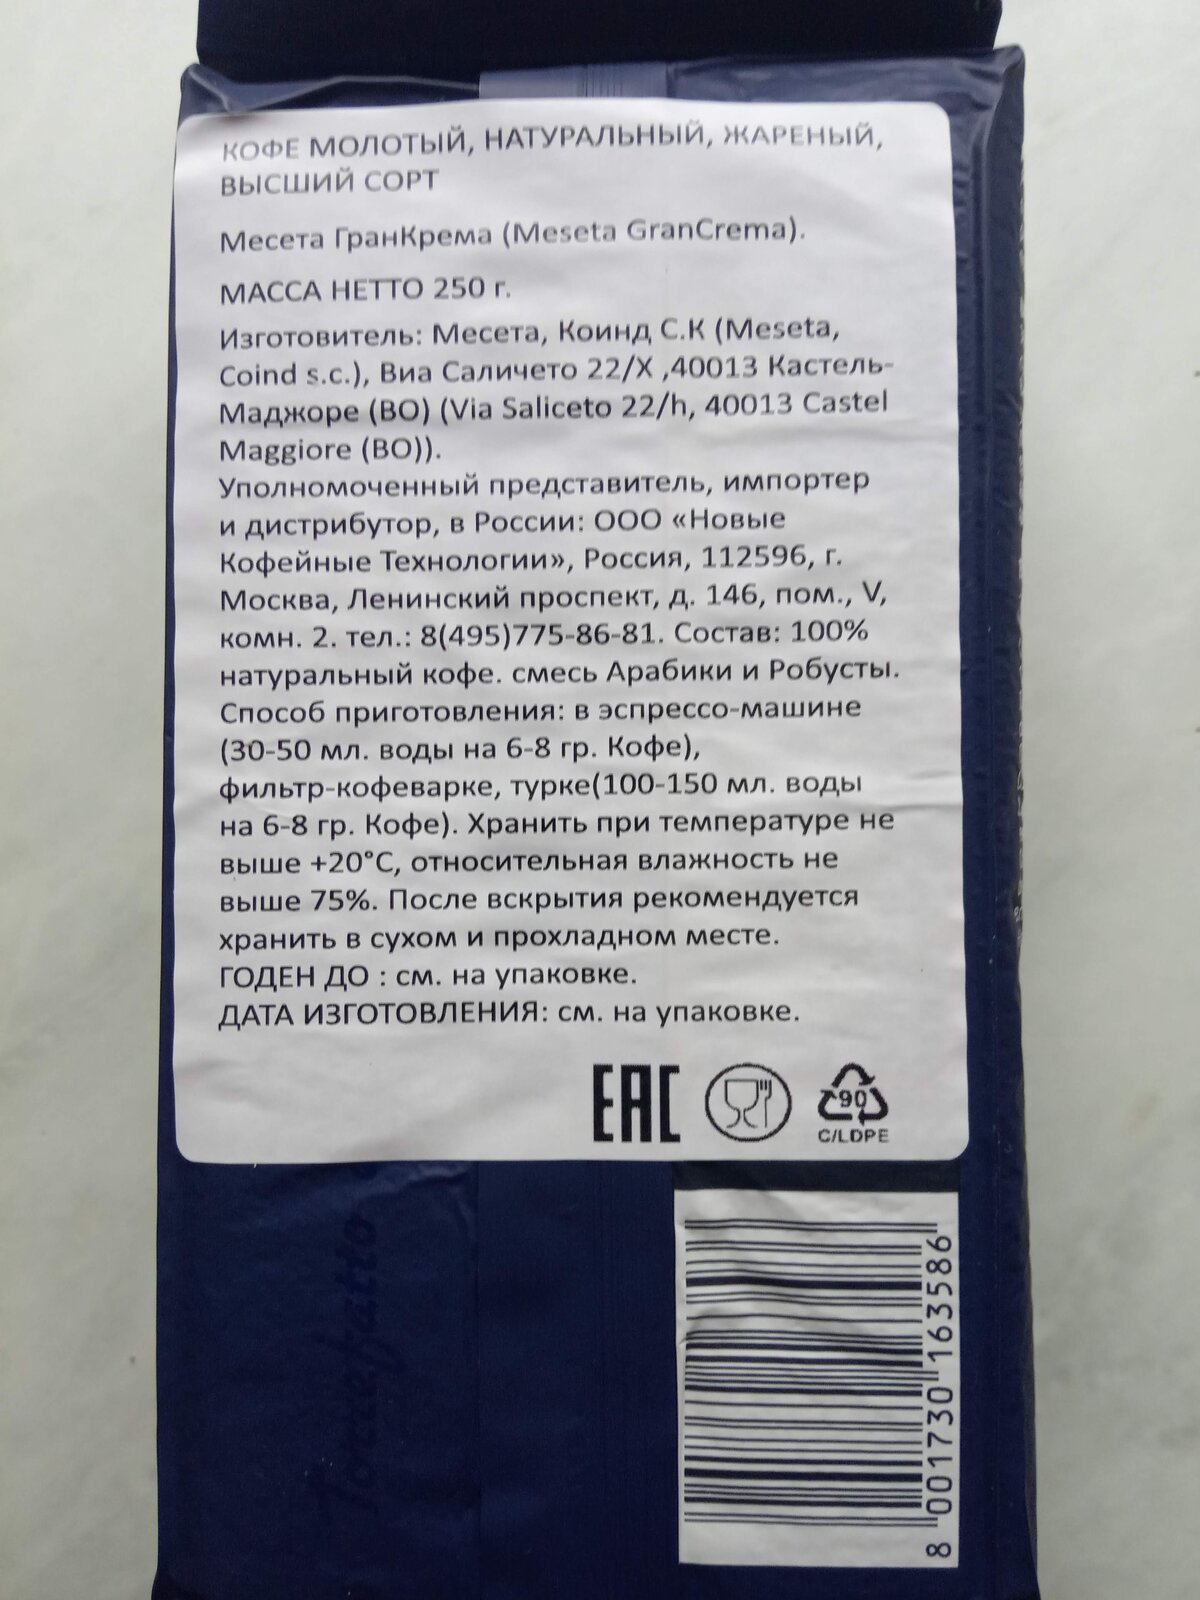 КОФЕ МОЛОТЫЙ, НАТУРАЛЬНЫЙ, ЖАРЕНЫЙ,
ВЫСШИЙ СОРТ
Месета ГранКрема (Meseta GranCrema).
МАССА НЕТТО 250 г.
Изготовитель: Месета, Коинд С.К (Meseta,
Coind s.c.), Виа Саличето 22/Х ,40013 Кастель-
Маджоре (ВО) (Via Saliceto 22/h, 40013 Castel
Maggiore (BO)).
Уполномоченный представитель, импортер
и дистрибутор, в России: ООО «Новые
Кофейные Технологии», Россия, 112596, г.
Москва, Ленинский проспект, д. 146, пом., V,
комн. 2. тел.: 8(495)775-86-81. Состав: 100%
натуральный кофе. смесь Арабики и Робусты.
Способ приготовления: в эспрессо-машине
(30-50 мл. воды на 6-8 гр. Кофе),
фильтр-кофеварке, турке(100-150 мл. воды
на 6-8 гр. Кофе). Хранить при температуре не
выше +20°С, относительная влажность не
выше 75%. После вскрытия рекомендуется
хранить в сухом и прохладном месте.
ГОДЕН ДО : см. на упаковке.
ДАТА ИЗГОТОВЛЕНИЯ: см. на упаковке.
EAC
90
C/LDPE
8 001730 163586